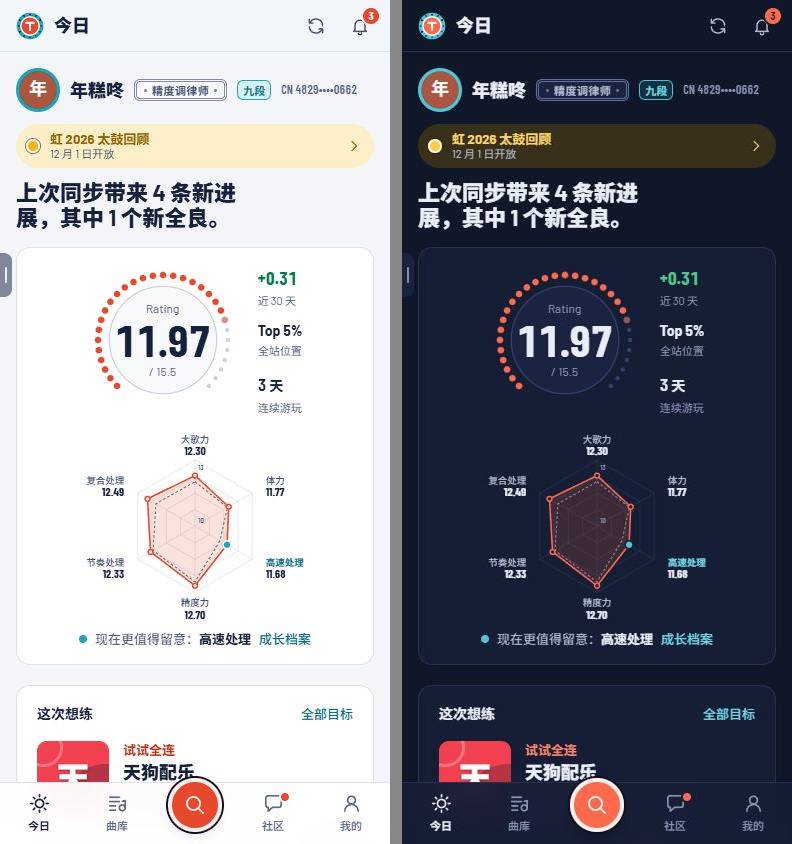 今日
3
年
年糕咚
精度调律师
九段
CN 4829••••0662
虹 2026 太鼓回顾
12 月 1 日开放
上次同步带来 4 条新进
展，其中 1 个新全良。
Rating
11.97
/ 15.5
+0.31
近 30 天
Top 5%
全站位置
3 天
连续游玩
大歌力
12.30
13
复合处理
12.49
体力
11.77
10
节奏处理
12.33
高速处理
11.68
精度力
12.70
现在更值得留意：高速处理 成长档案
这次想练
全部目标
试试全连
天狗配乐
天
今日
曲库
社区
我的
今日
3
年
年糕咚
精度调律师
九段
CN 4829••••0662
虹 2026 太鼓回顾
12 月 1 日开放
上次同步带来 4 条新进
展，其中 1 个新全良。
Rating
11.97
/ 15.5
+0.31
近 30 天
Top 5%
全站位置
3 天
连续游玩
大歌力
12.30
13
复合处理
12.49
体力
11.77
10
节奏处理
12.33
高速处理
11.68
精度力
12.70
现在更值得留意：高速处理 成长档案
这次想练
全部目标
试试全连
天狗配乐
天
今日
曲库
社区
我的